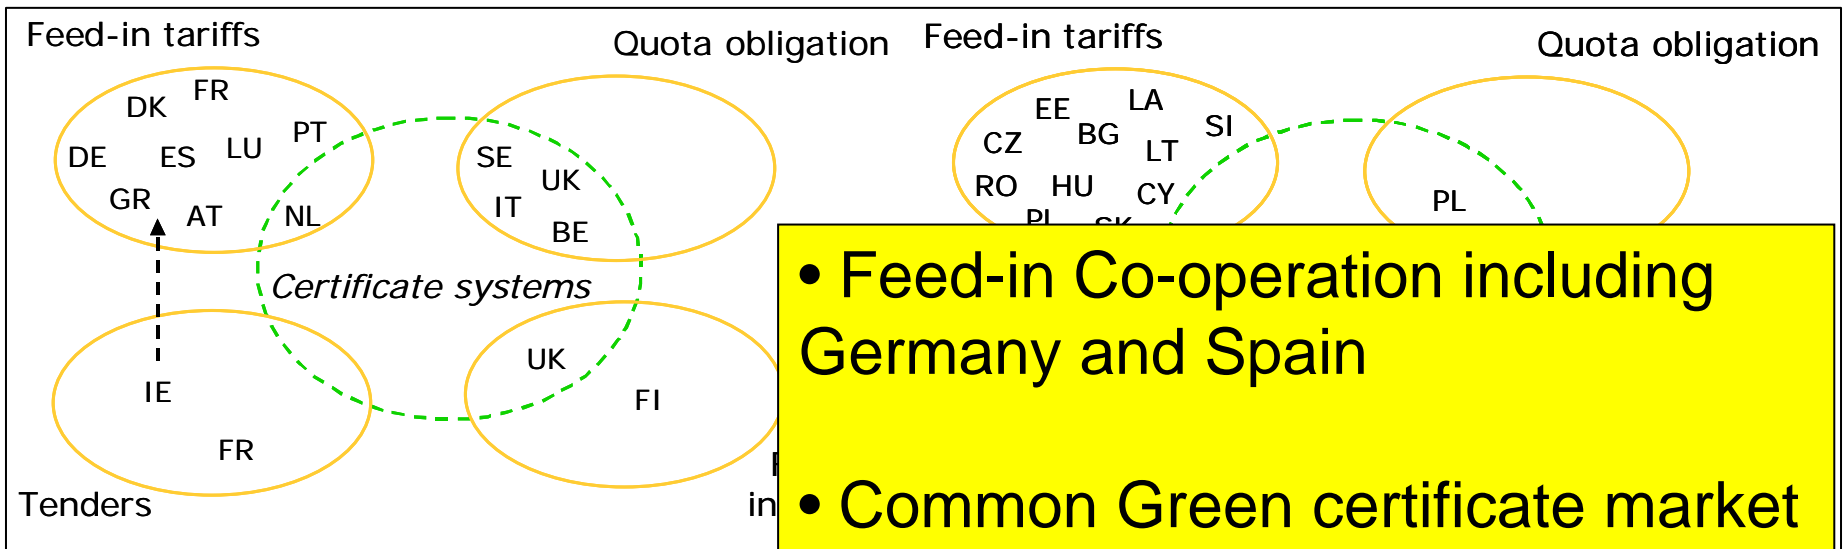 Feed-in tariffs
Quota obligation
FR
DK
PT
LU
DE
ES
GR
AT
NL
SE
UK
IT
BE
Certificate systems
UK
IE
FI
FR
Tenders
in
Feed-in tariffs
Quota obligation
LA
EE
SI
BG
CZ
LT
RO
HU
CY
PL
• Feed-in Co-operation including
Germany and Spain
• Common Green certificate market